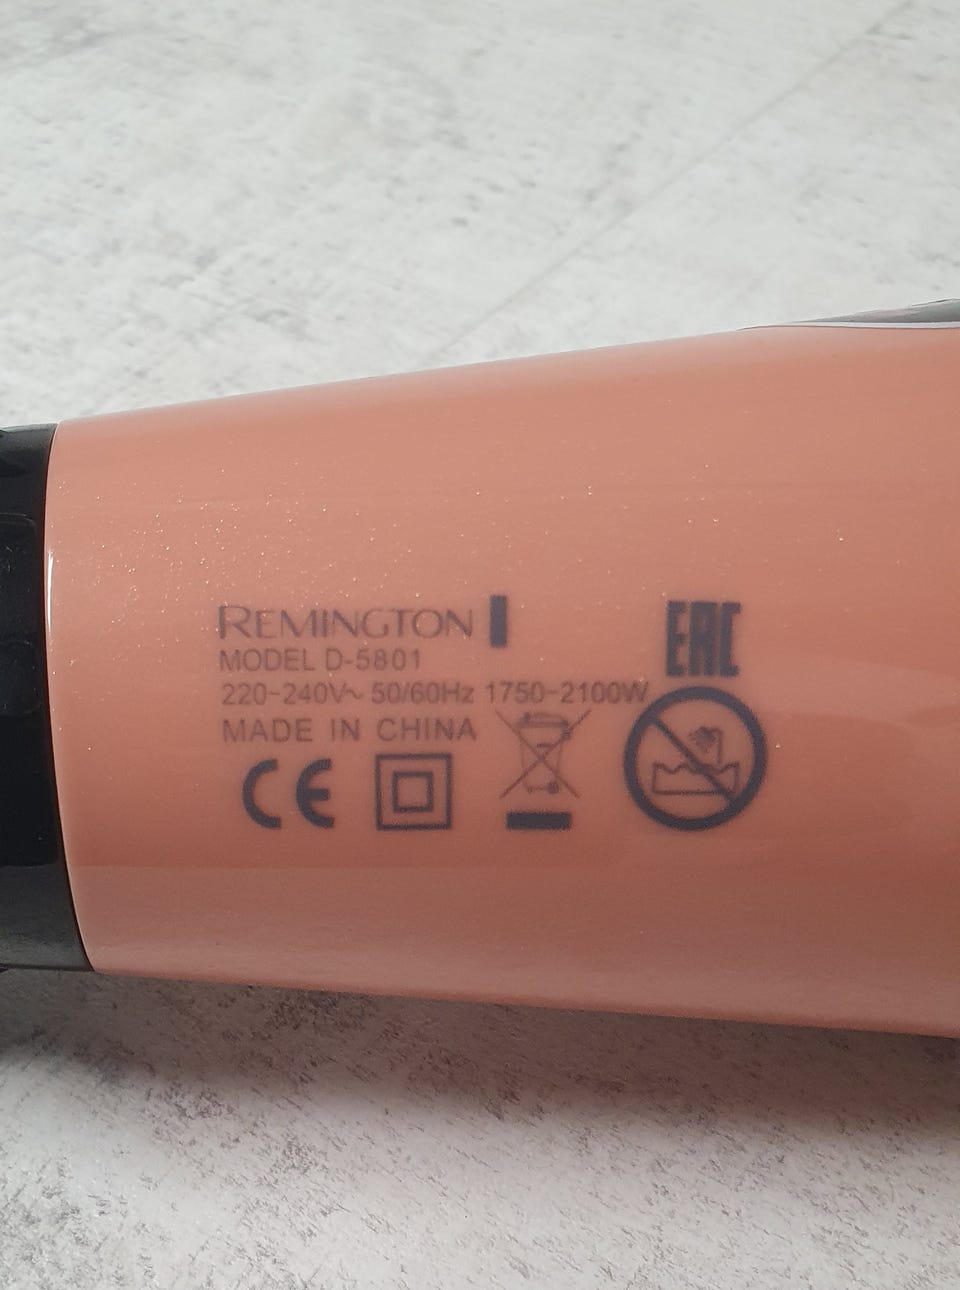 REMINGTON
MODEL D-5801
220-240V~ 50/60Hz 1750-2100W
MADE IN CHINA
CE
EAC